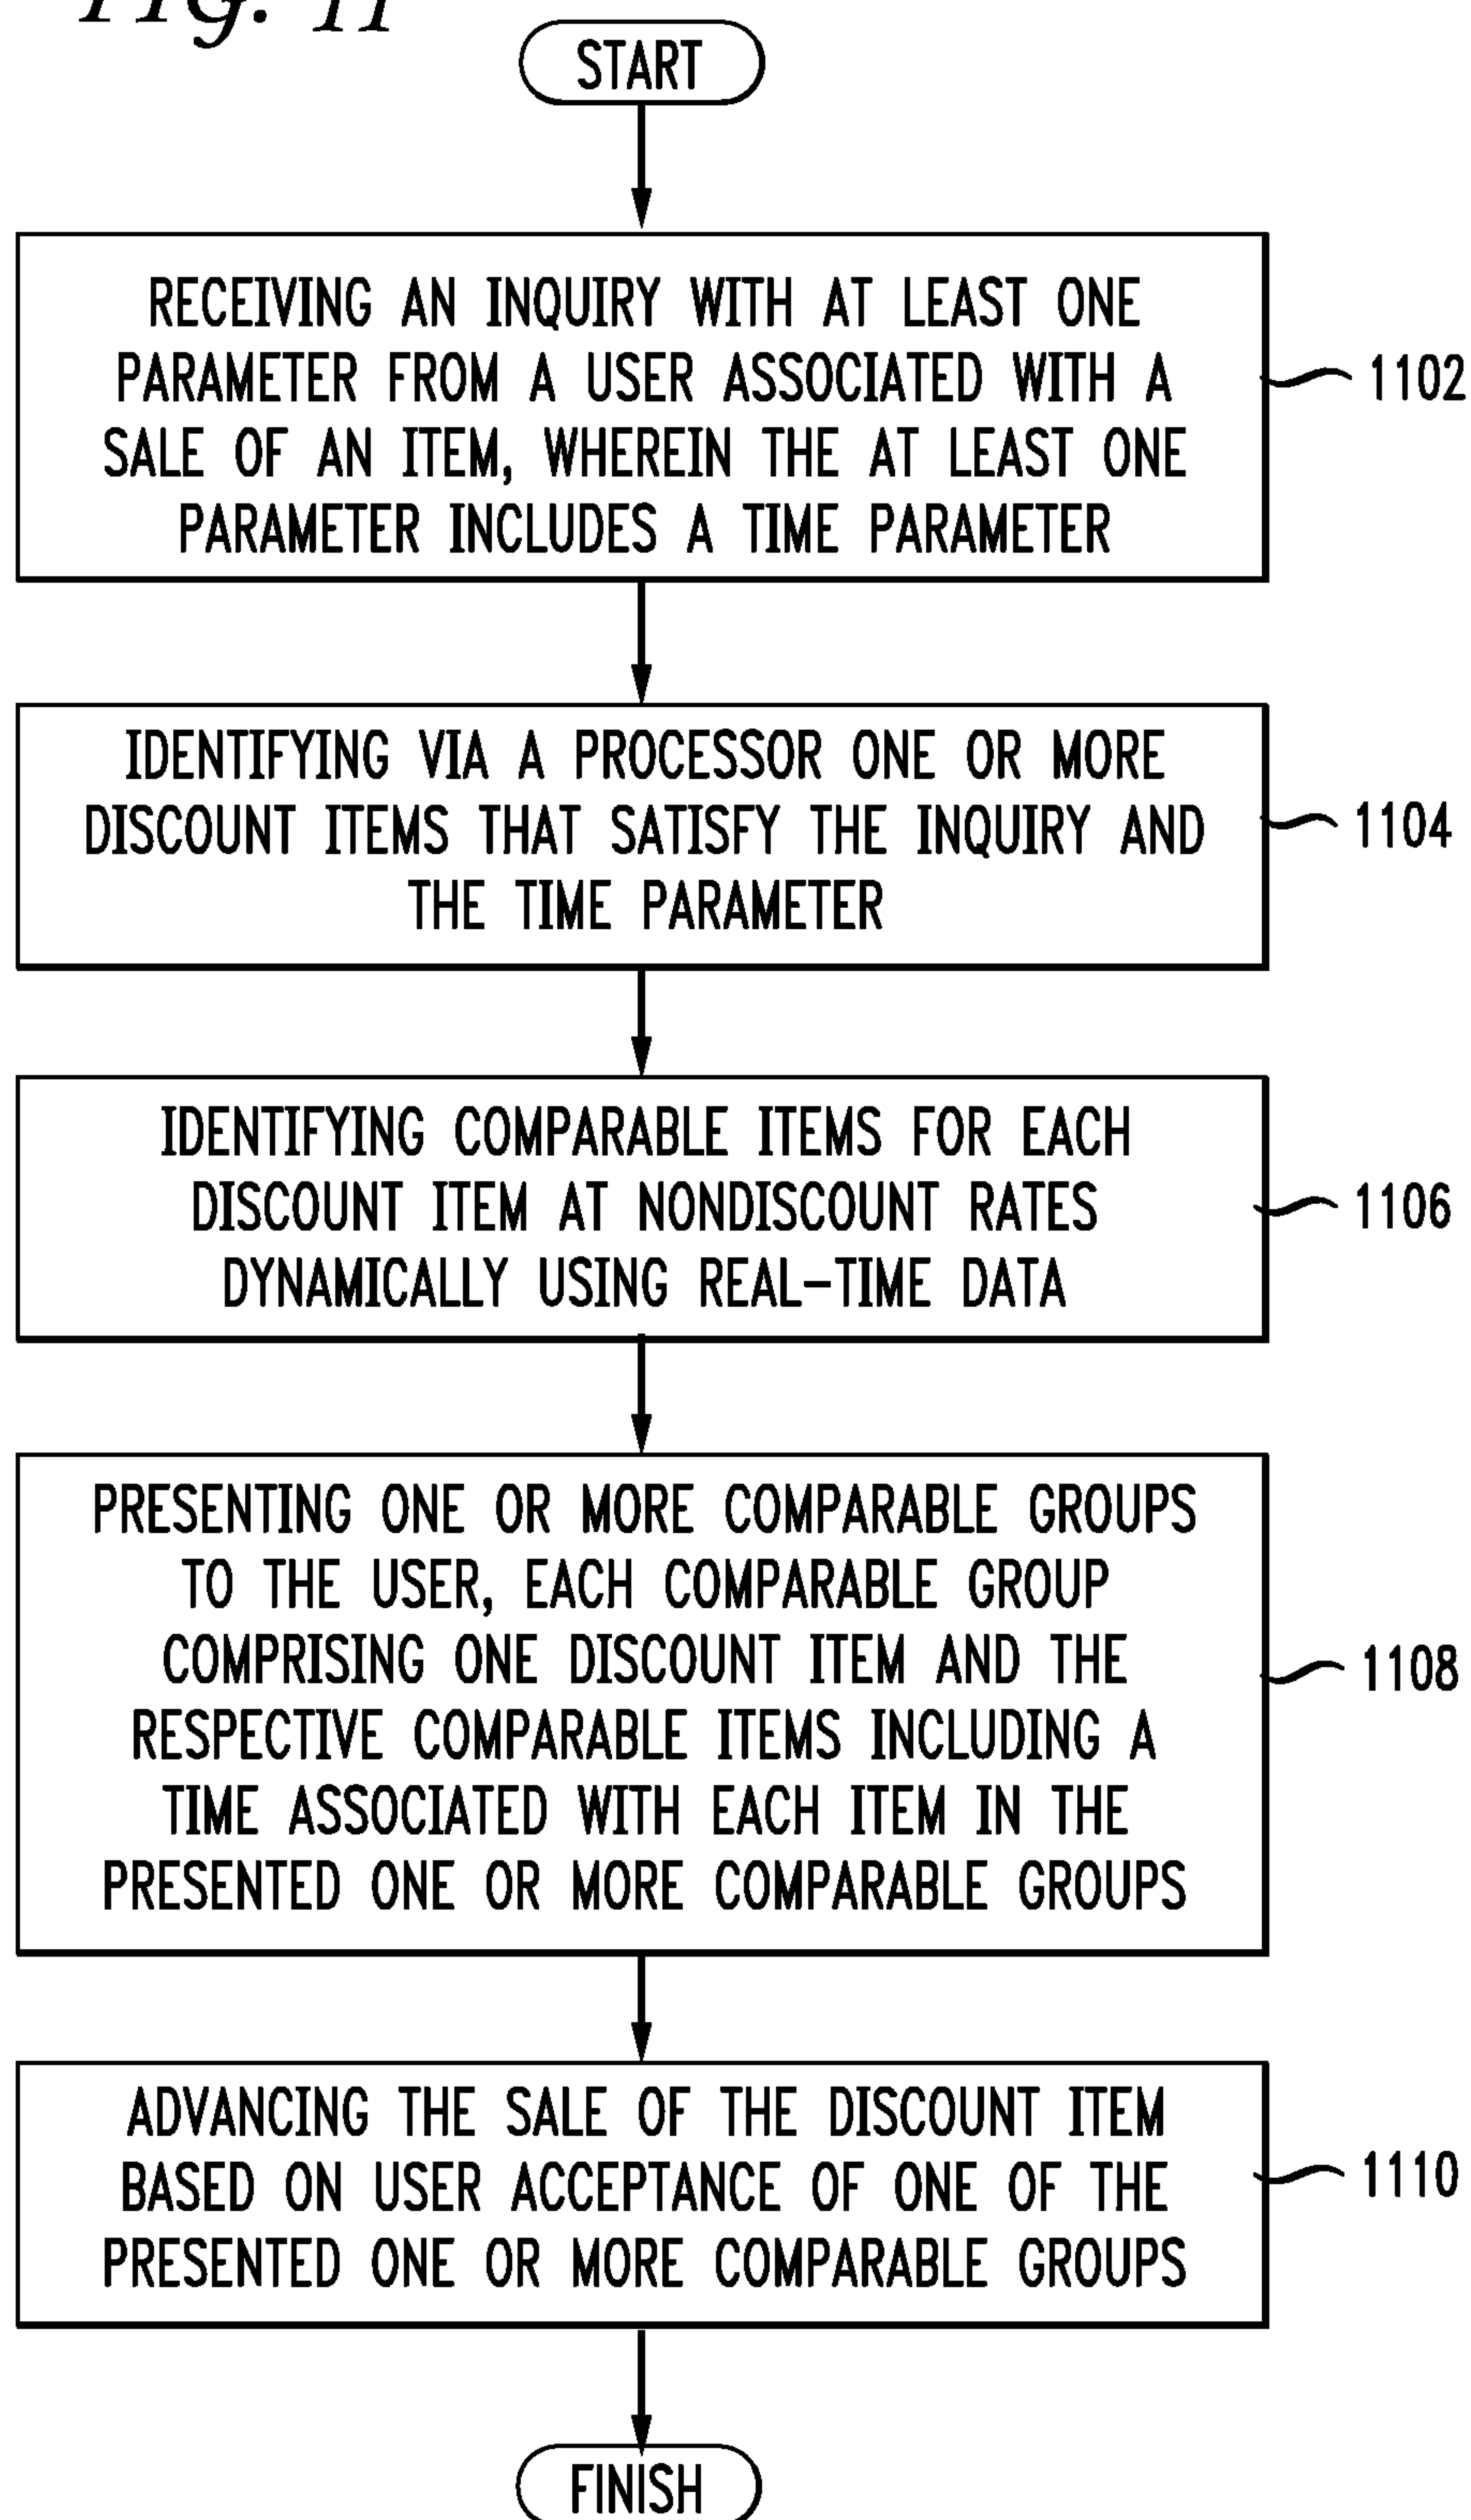 Fig. 11
START
RECEIVING AN INQUIRY WITH AT LEAST ONE
PARAMETER FROM A USER ASSOCIATED WITH A
SALE OF AN ITEM, WHEREIN THE AT LEAST ONE
PARAMETER INCLUDES A TIME PARAMETER
1102
IDENTIFYING VIA A PROCESSOR ONE OR MORE
DISCOUNT ITEMS THAT SATISFY THE INQUIRY AND
THE TIME PARAMETER
1104
IDENTIFYING COMPARABLE ITEMS FOR EACH
DISCOUNT ITEM AT NONDISCOUNT RATES
DYNAMICALLY USING REAL-TIME DATA
1106
PRESENTING ONE OR MORE COMPARABLE GROUPS
TO THE USER, EACH COMPARABLE GROUP
COMPRISING ONE DISCOUNT ITEM AND THE
RESPECTIVE COMPARABLE ITEMS INCLUDING A
TIME ASSOCIATED WITH EACH ITEM IN THE
PRESENTED ONE OR MORE COMPARABLE GROUPS
1108
ADVANCING THE SALE OF THE DISCOUNT ITEM
BASED ON USER ACCEPTANCE OF ONE OF THE
PRESENTED ONE OR MORE COMPARABLE GROUPS
1110
FINISH